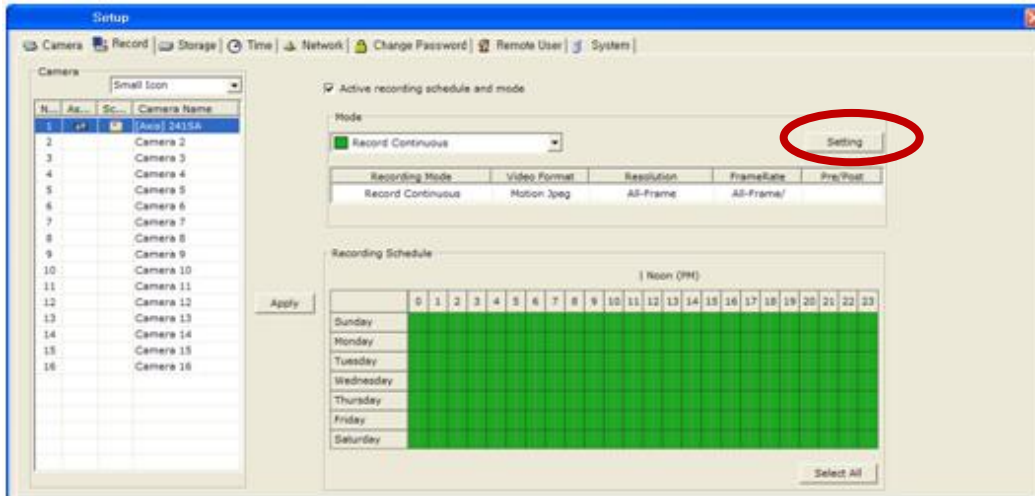 Setup
Camera Record Storage Time Network Change Password Remote User System
Camera
Small Icon
N... As... Sc... Camera Name
1 [Axis] 241SA
2 Camera 2
3 Camera 3
4 Camera 4
5 Camera 5
6 Camera 6
7 Camera 7
8 Camera 8
9 Camera 9
10 Camera 10
11 Camera 11
12 Camera 12
13 Camera 13
14 Camera 14
15 Camera 15
16 Camera 16
Apply
Active recording schedule and mode
Mode
Record Continuous
Setting
Recording Mode Video Format Resolution FrameRate Pre/Post
Record Continuous Motion Jpeg All-Frame All-Frame/
Recording Schedule
| Noon (PM)
0 1 2 3 4 5 6 7 8 9 10 11 12 13 14 15 16 17 18 19 20 21 22 23
Sunday
Monday
Tuesday
Wednesday
Thursday
Friday
Saturday
Select All